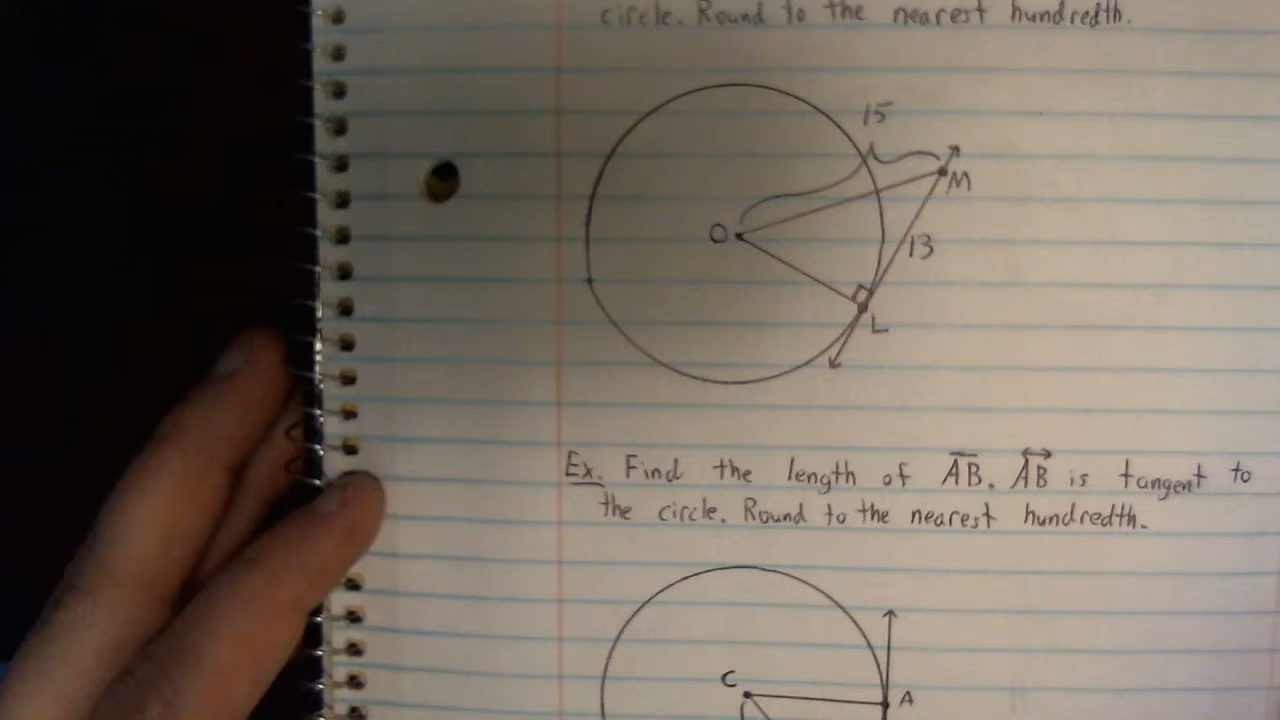 circle. Round to the nearest hundredth.
15
M
O
13
L
Ex. Find the length of AB. AB is tangent to
the circle. Round to the nearest hundredth.
C
A